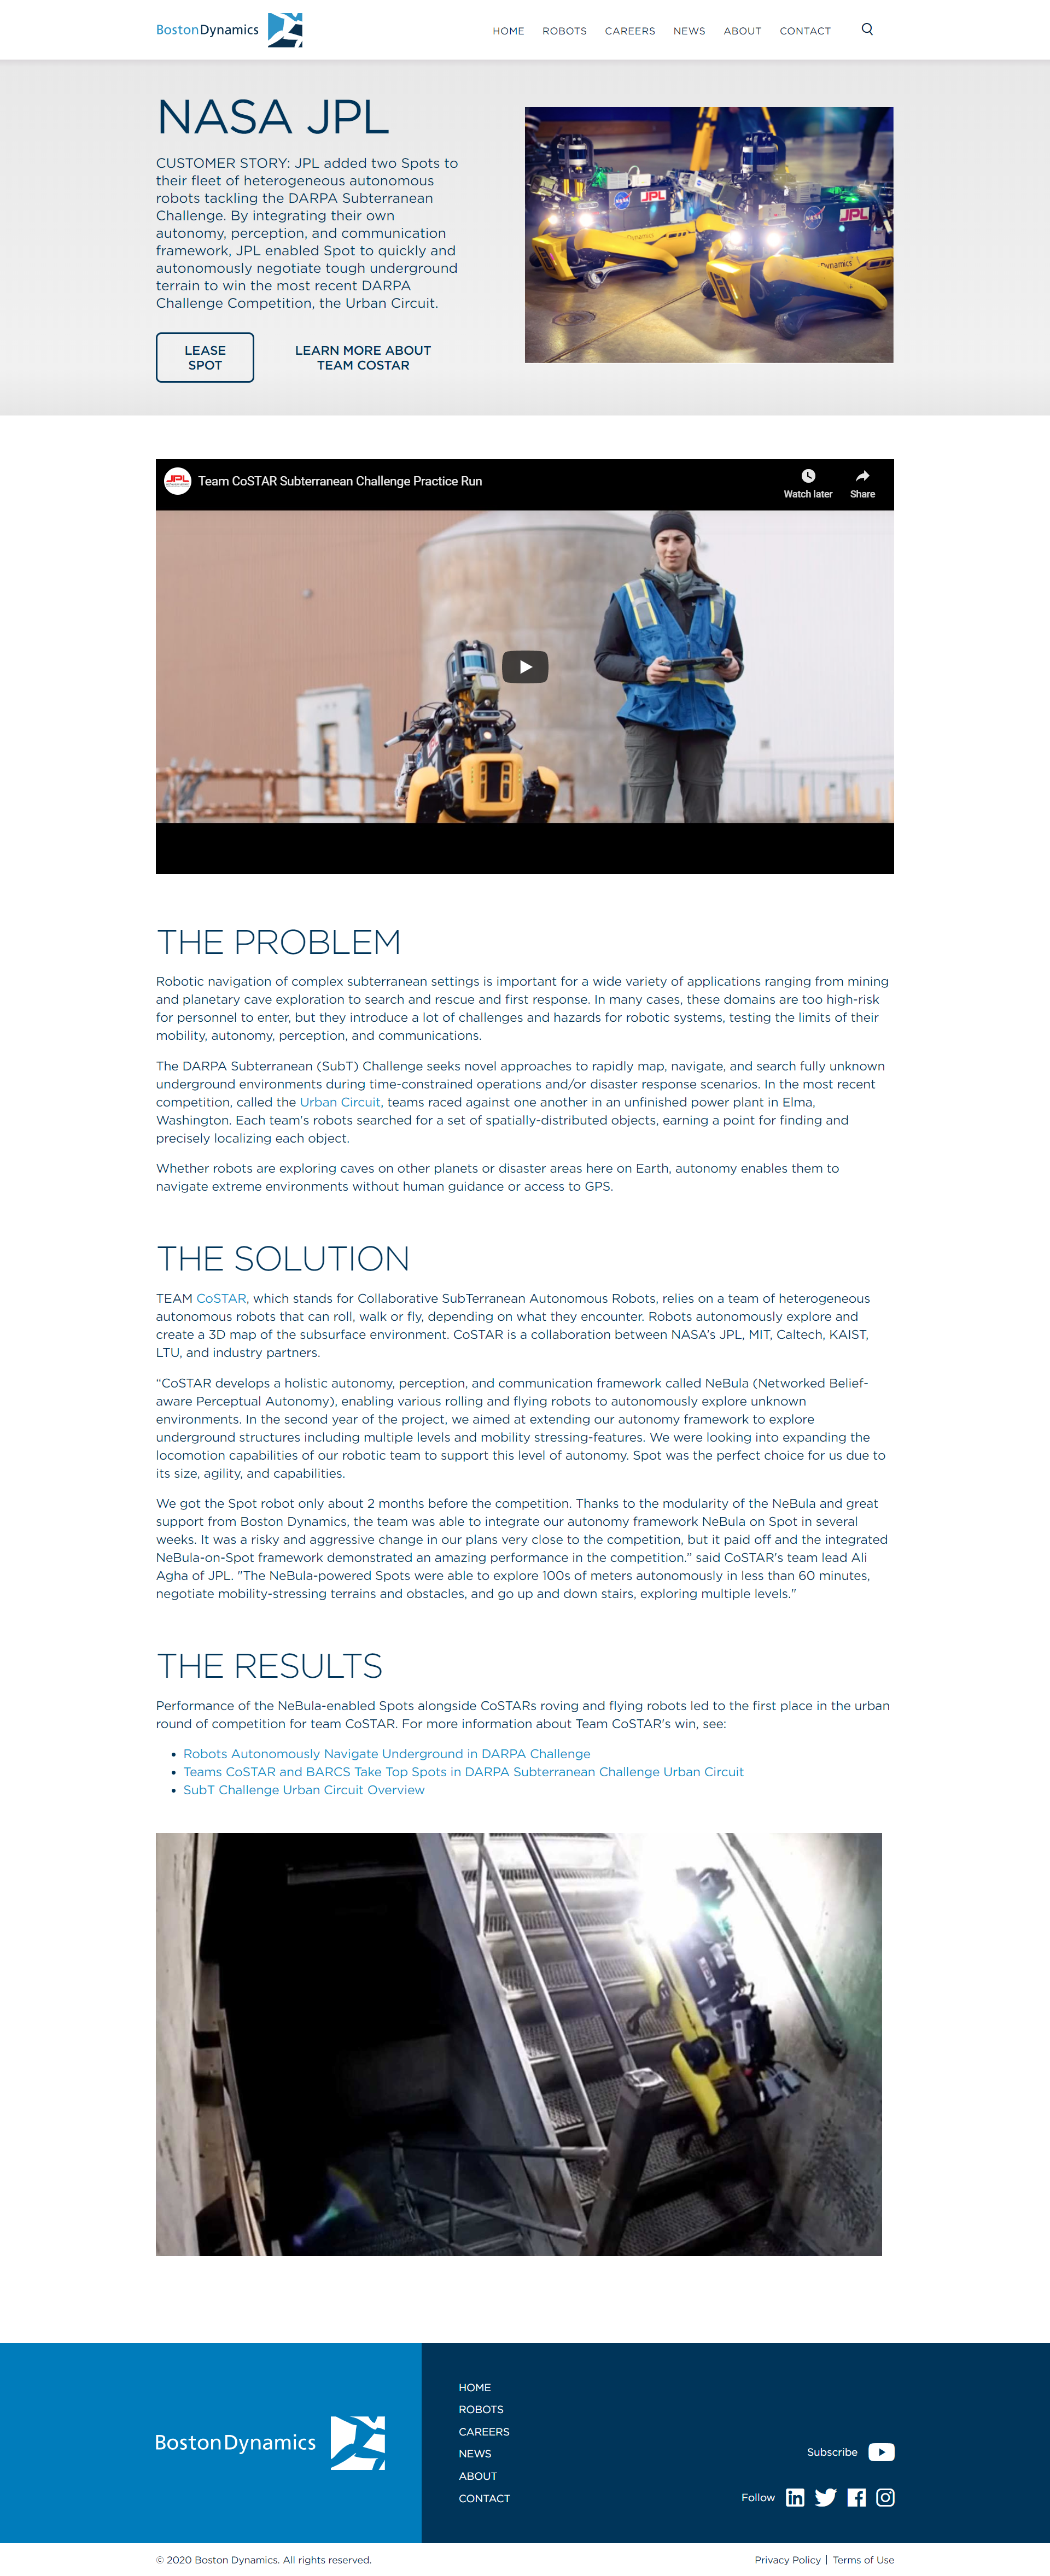 BostonDynamics
HOME ROBOTS CAREERS NEWS ABOUT CONTACT
NASA JPL
CUSTOMER STORY: JPL added two Spots to
their fleet of heterogeneous autonomous
robots tackling the DARPA Subterranean
Challenge. By integrating their own
autonomy, perception, and communication
framework, JPL enabled Spot to quickly and
autonomously negotiate tough underground
terrain to win the most recent DARPA
Challenge Competition, the Urban Circuit.
LEASE
SPOT
LEARN MORE ABOUT
TEAM COSTAR
NASA JPL
NASA JPL
Dynamics
Dynamics
JPL
Team CoSTAR Subterranean Challenge Practice Run
Watch later
Share
THE PROBLEM
Robotic navigation of complex subterranean settings is important for a wide variety of applications ranging from mining
and planetary cave exploration to search and rescue and first response. In many cases, these domains are too high-risk
for personnel to enter, but they introduce a lot of challenges and hazards for robotic systems, testing the limits of their
mobility, autonomy, perception, and communications.
The DARPA Subterranean (SubT) Challenge seeks novel approaches to rapidly map, navigate, and search fully unknown
underground environments during time-constrained operations and/or disaster response scenarios. In the most recent
competition, called the Urban Circuit, teams raced against one another in an unfinished power plant in Elma,
Washington. Each team's robots searched for a set of spatially-distributed objects, earning a point for finding and
precisely localizing each object.
Whether robots are exploring caves on other planets or disaster areas here on Earth, autonomy enables them to
navigate extreme environments without human guidance or access to GPS.
THE SOLUTION
TEAM CoSTAR, which stands for Collaborative SubTerranean Autonomous Robots, relies on a team of heterogeneous
autonomous robots that can roll, walk or fly, depending on what they encounter. Robots autonomously explore and
create a 3D map of the subsurface environment. CoSTAR is a collaboration between NASA's JPL, MIT, Caltech, KAIST,
LTU, and industry partners.
“CoSTAR develops a holistic autonomy, perception, and communication framework called NeBula (Networked Belief-
aware Perceptual Autonomy), enabling various rolling and flying robots to autonomously explore unknown
environments. In the second year of the project, we aimed at extending our autonomy framework to explore
underground structures including multiple levels and mobility stressing-features. We were looking into expanding the
locomotion capabilities of our robotic team to support this level of autonomy. Spot was the perfect choice for us due to
its size, agility, and capabilities.
We got the Spot robot only about 2 months before the competition. Thanks to the modularity of the NeBula and great
support from Boston Dynamics, the team was able to integrate our autonomy framework NeBula on Spot in several
weeks. It was a risky and aggressive change in our plans very close to the competition, but it paid off and the integrated
NeBula-on-Spot framework demonstrated an amazing performance in the competition.” said CoSTAR's team lead Ali
Agha of JPL. "The NeBula-powered Spots were able to explore 100s of meters autonomously in less than 60 minutes,
negotiate mobility-stressing terrains and obstacles, and go up and down stairs, exploring multiple levels."
THE RESULTS
Performance of the NeBula-enabled Spots alongside CoSTARs roving and flying robots led to the first place in the urban
round of competition for team CoSTAR. For more information about Team CoSTAR's win, see:
• Robots Autonomously Navigate Underground in DARPA Challenge
• Teams CoSTAR and BARCS Take Top Spots in DARPA Subterranean Challenge Urban Circuit
• SubT Challenge Urban Circuit Overview
BostonDynamics
HOME
ROBOTS
CAREERS
NEWS
ABOUT
CONTACT
Subscribe
Follow
© 2020 Boston Dynamics. All rights reserved.
Privacy Policy | Terms of Use